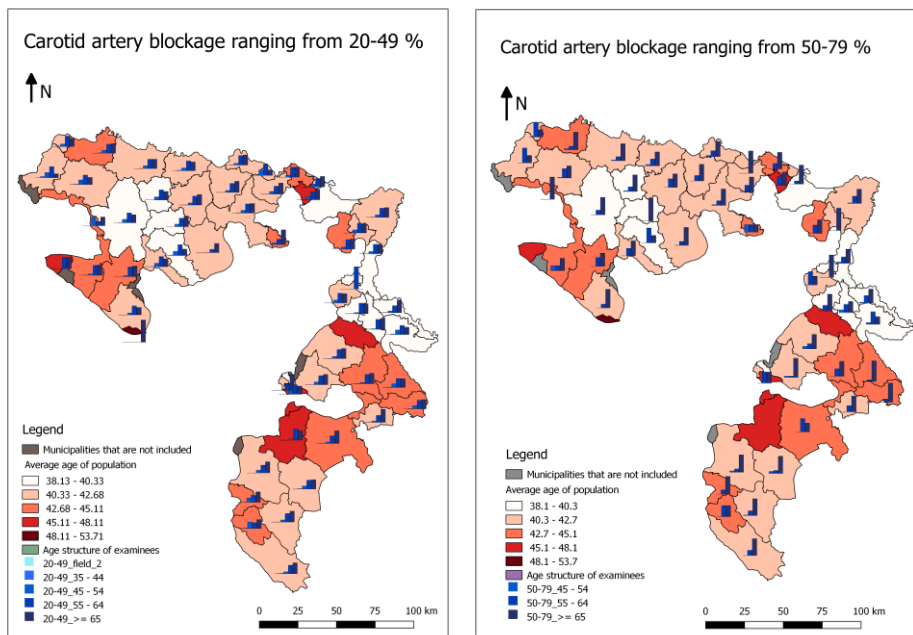 Carotid artery blockage ranging from 20-49 %
N
Legend
Municipalities that are not included
Average age of population
38.13 - 40.33
40.33 - 42.68
42.68 - 45.11
45.11 - 48.11
48.11 - 53.71
Age structure of examinees
20-49_field_2
20-49_35 - 44
20-49_45 - 54
20-49_55 - 64
20-49_>= 65
0 25 50 75 100 km
Carotid artery blockage ranging from 50-79 %
N
Legend
Municipalities that are not included
Average age of population
38.1 - 40.3
40.3 - 42.7
42.7 - 45.1
45.1 - 48.1
48.1 - 53.7
Age structure of examinees
50-79_45 - 54
50-79_55 - 64
50-79_>= 65
0 25 50 75 100 km